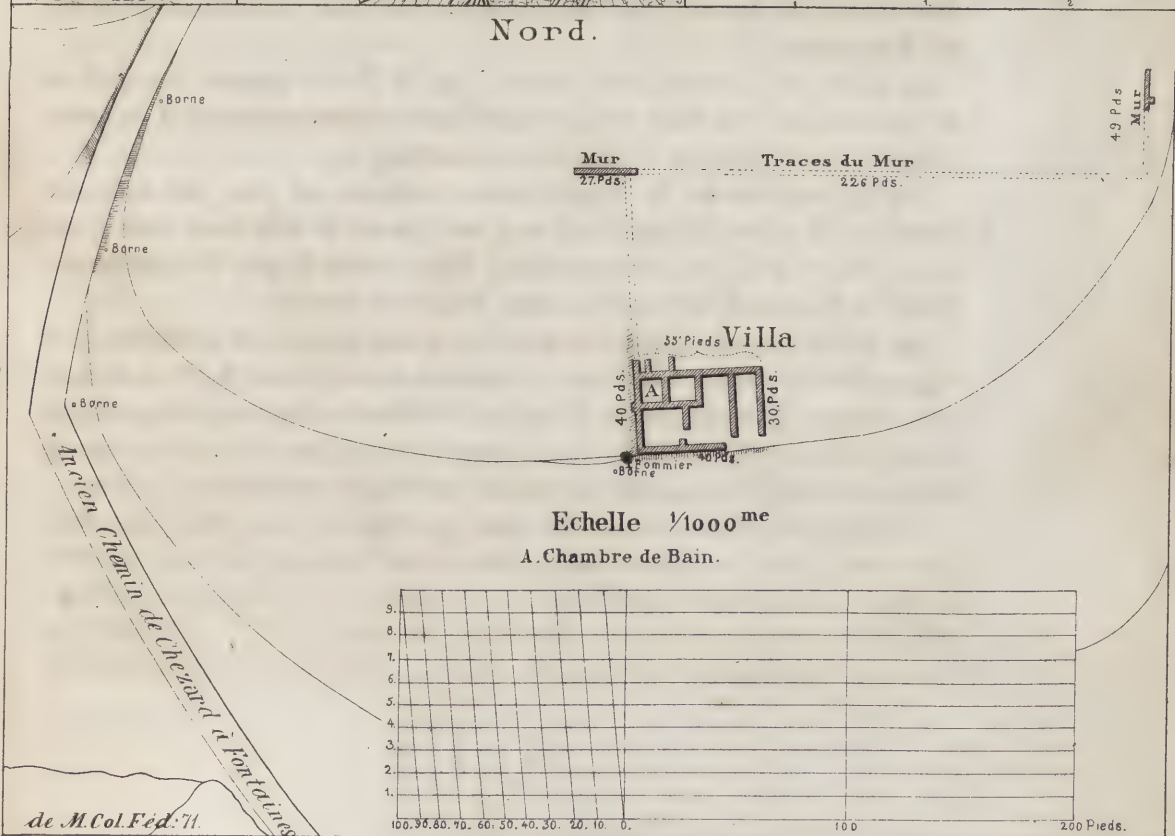 Nord.
Borne
Mur
27.Pds.
Traces du Mur
226 Pds.
49 Pds
Mur
Borne
55' Pieds Villa
40 Pds.
A
30.Pds.
Borne
Pommier
40 Pds.
Borne
Echelle 1/1000me
A. Chambre de Bain.
Ancien Chemin de Chezard à Fontaines
9.
8.
7.
6.
5.
4.
3.
2.
1.
100. 90. 80. 70. 60. 50. 40. 30. 20. 10. 0. 100 200 Pieds.
de M. Col. Féd. 71.